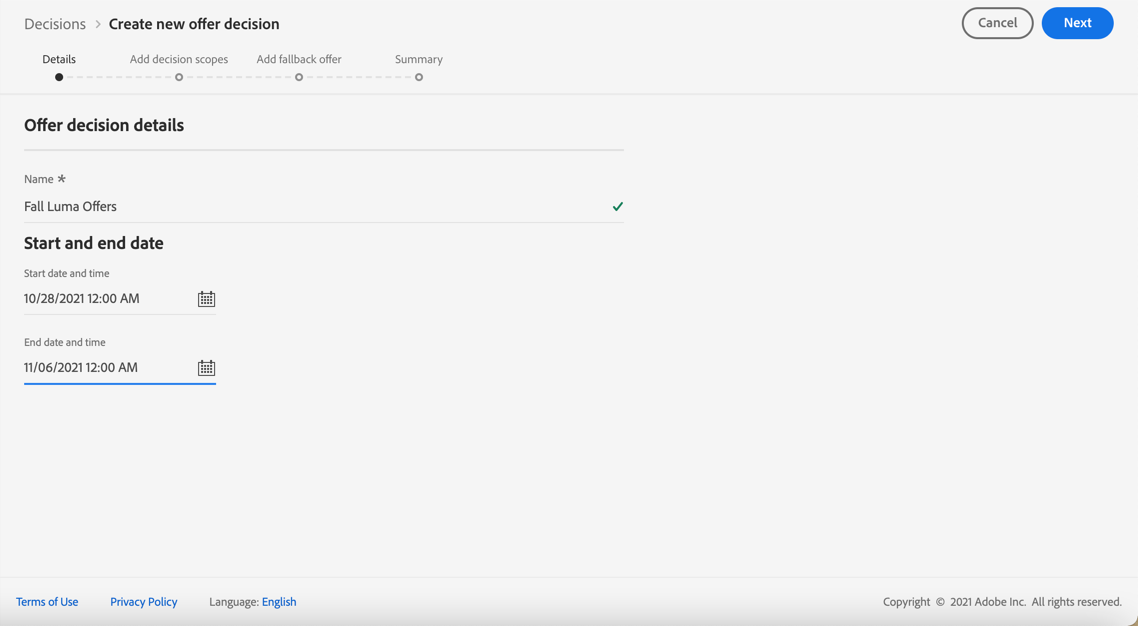 Decisions > Create new offer decision
Cancel
Next
Details
Add decision scopes
Add fallback offer
Summary
Offer decision details
Name *
Fall Luma Offers
Start and end date
Start date and time
10/28/2021 12:00 AM
End date and time
11/06/2021 12:00 AM
Terms of Use
Privacy Policy
Language: English
Copyright © 2021 Adobe Inc. All rights reserved.